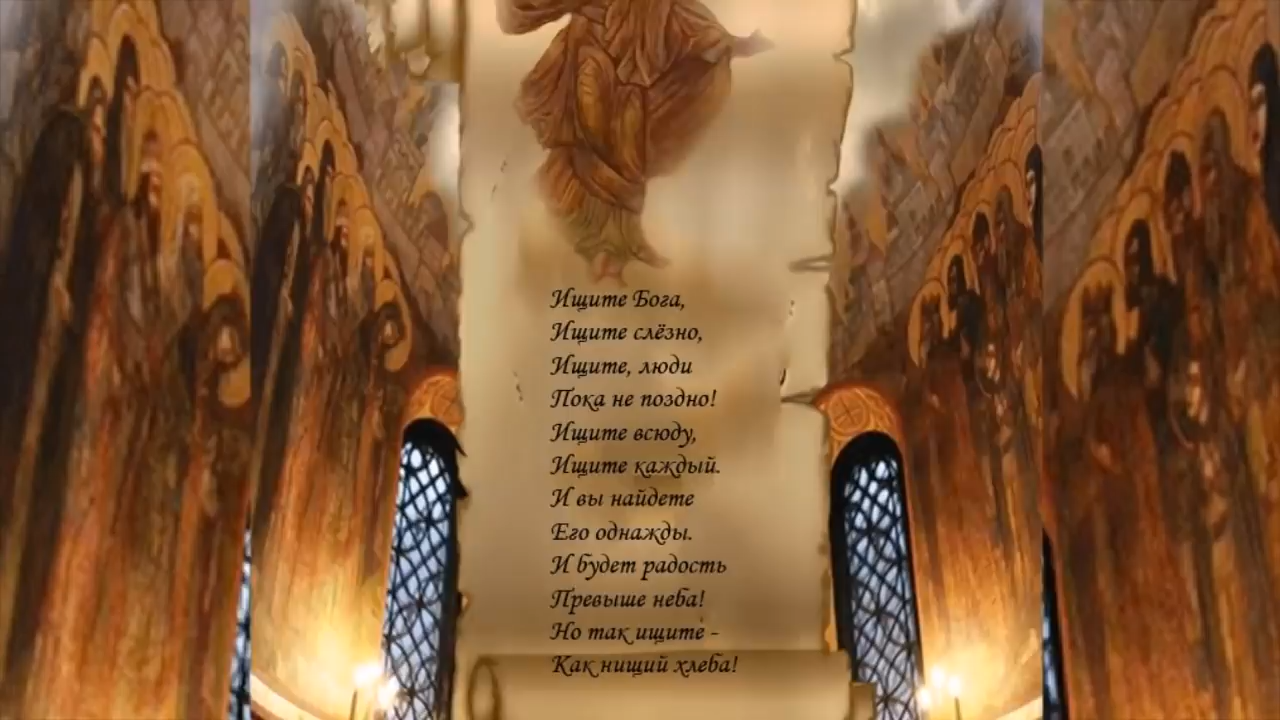 Ищите Бога,
Ищите слёзно,
Ищите, люди
Пока не поздно!
Ищите всюду,
Ищите каждый.
И вы найдете
Его однажды.
И будет радость
Превыше неба!
Но так ищите -
Как нищий хлеба!